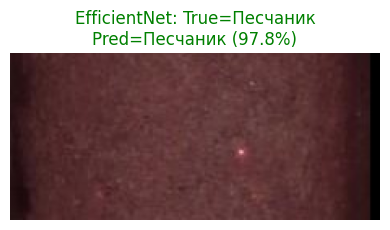 EfficientNet: True=Песчаник
Pred=Песчаник (97.8%)